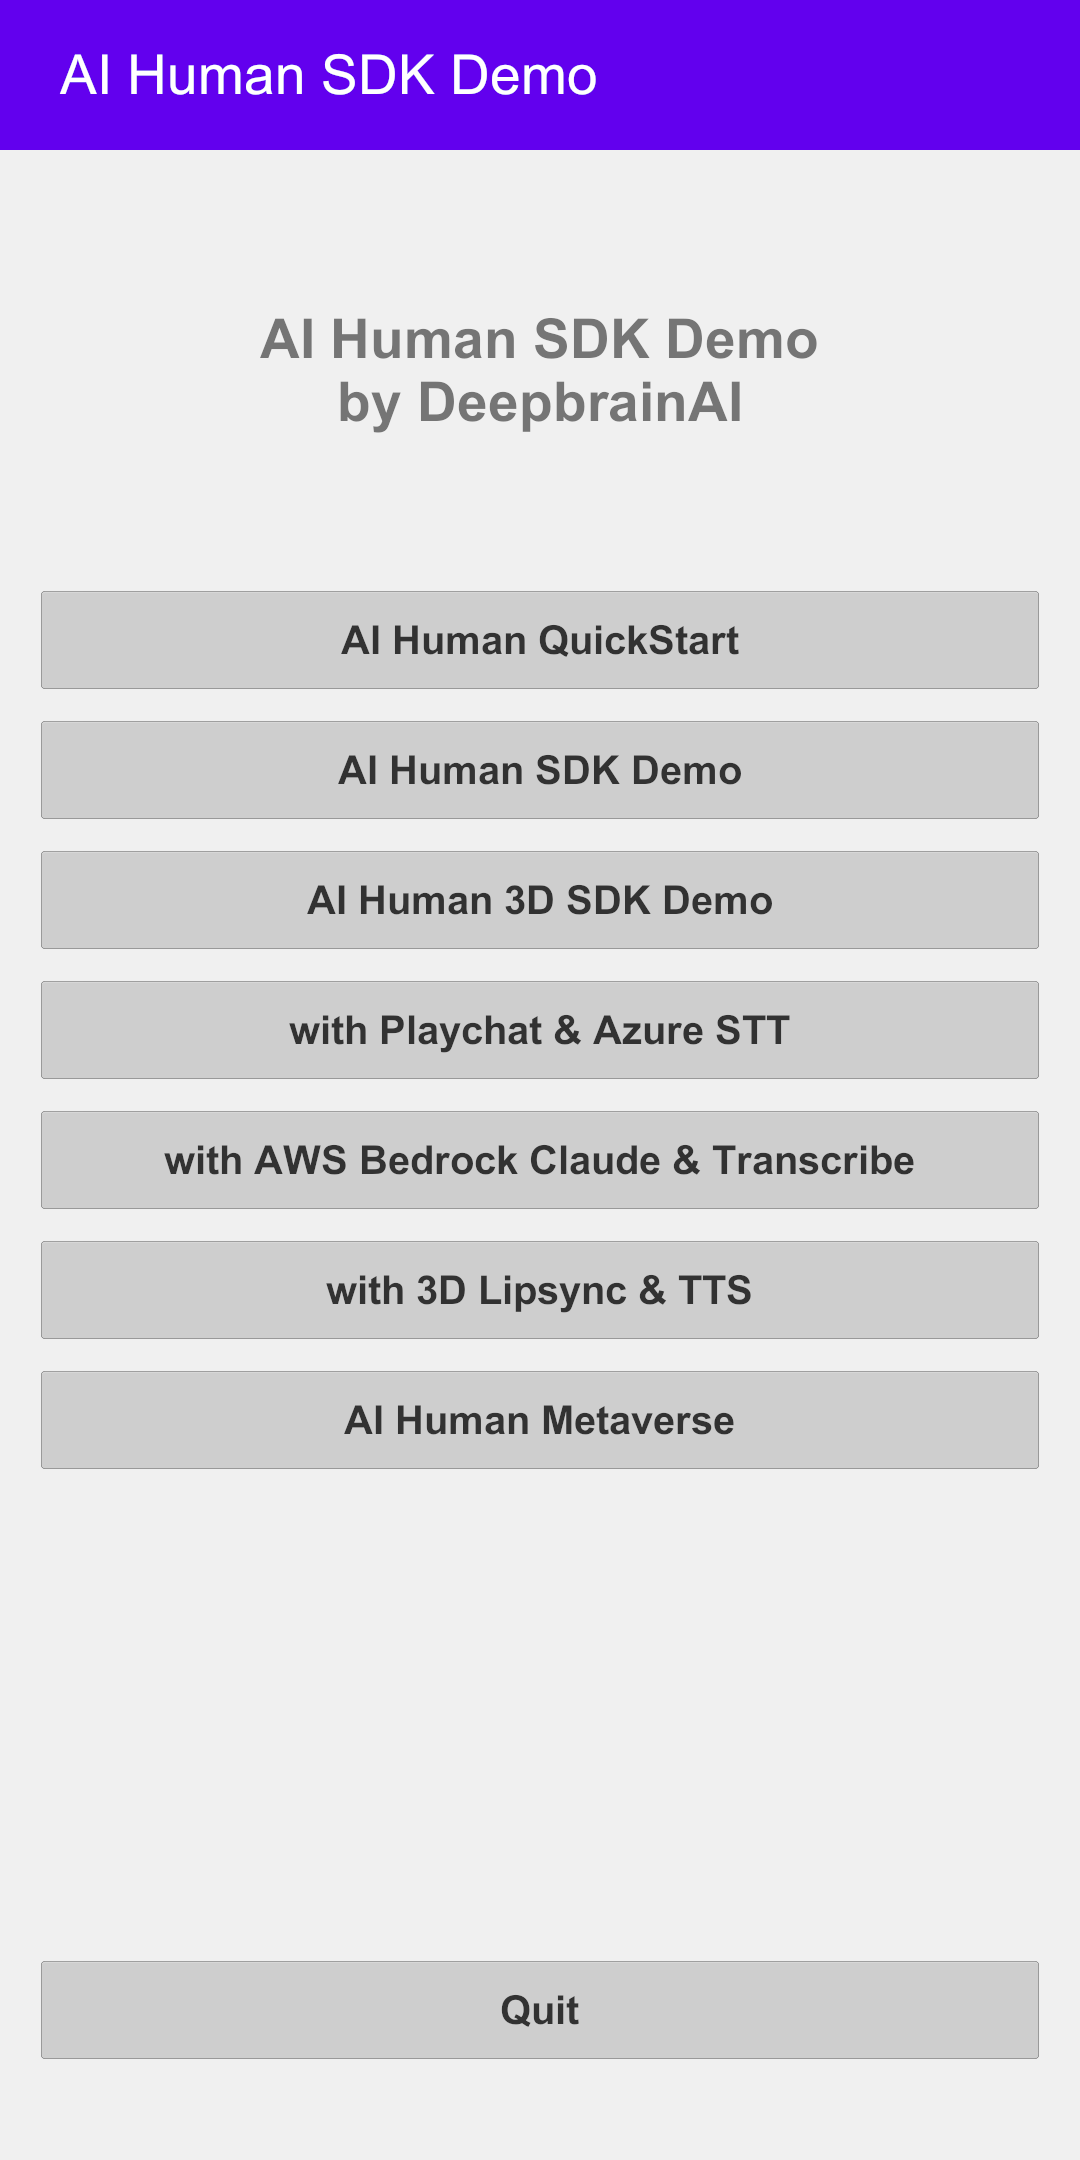 AI Human SDK Demo
AI Human SDK Demo
by DeepbrainAI
AI Human QuickStart
AI Human SDK Demo
AI Human 3D SDK Demo
with Playchat & Azure STT
with AWS Bedrock Claude & Transcribe
with 3D Lipsync & TTS
AI Human Metaverse
Quit